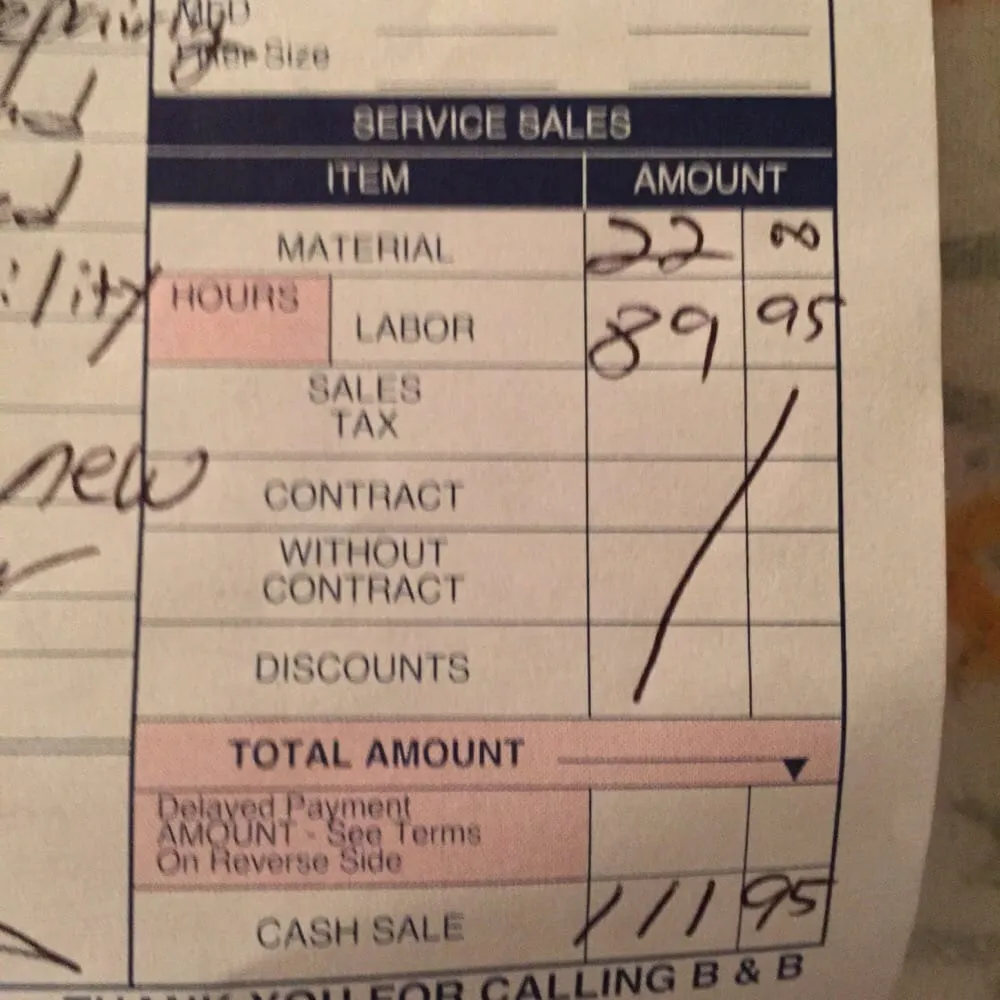 MPD
Filter Size
SERVICE SALES
ITEM AMOUNT
MATERIAL 22 00
HOURS LABOR 89 95
SALES
TAX
new
CONTRACT
WITHOUT
CONTRACT
DISCOUNTS
TOTAL AMOUNT
Delayed Payment
AMOUNT - See Terms
On Reverse Side
CASH SALE 111 95
THANK YOU FOR CALLING B & B